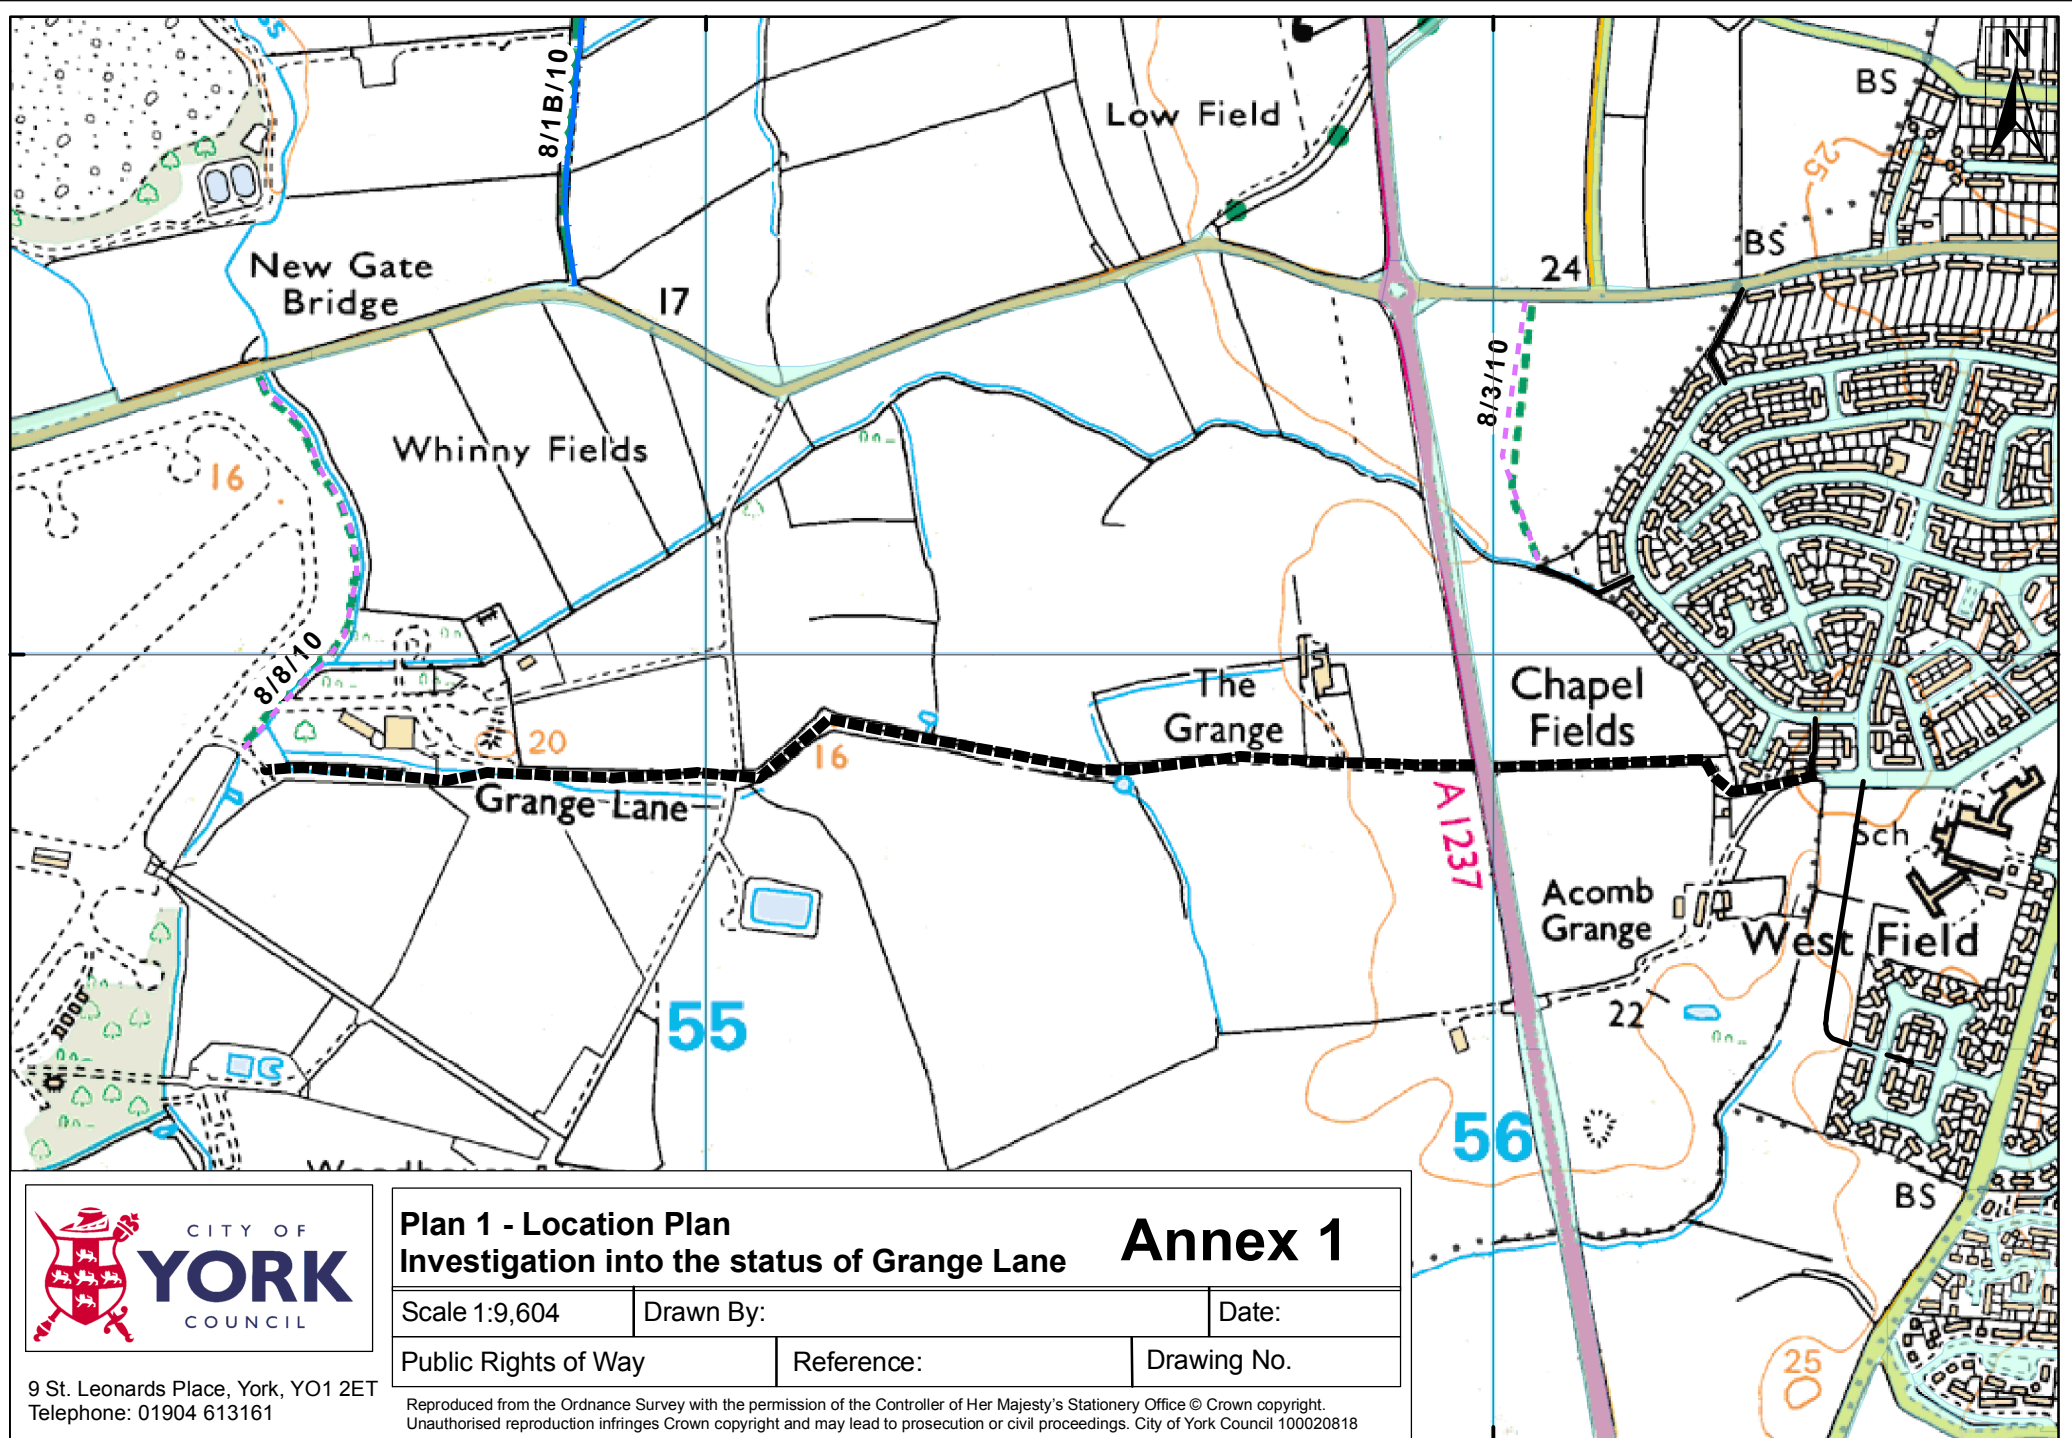 N
BS
8/1B/10
Low Field
25
BS
New Gate
Bridge
17
24
8/3/10
Whinny Fields
16
8/8/10
The
Grange
Chapel
Fields
20
16
Grange Lane
A1237
Sch
Acomb
Grange
West Field
55
22
56
BS
25
CITY OF
YORK
COUNCIL
9 St. Leonards Place, York, YO1 2ET
Telephone: 01904 613161
Plan 1 - Location Plan
Investigation into the status of Grange Lane
Annex 1
Scale 1:9,604
Drawn By:
Date:
Public Rights of Way
Reference:
Drawing No.
Reproduced from the Ordnance Survey with the permission of the Controller of Her Majesty's Stationery Office © Crown copyright.
Unauthorised reproduction infringes Crown copyright and may lead to prosecution or civil proceedings. City of York Council 100020818